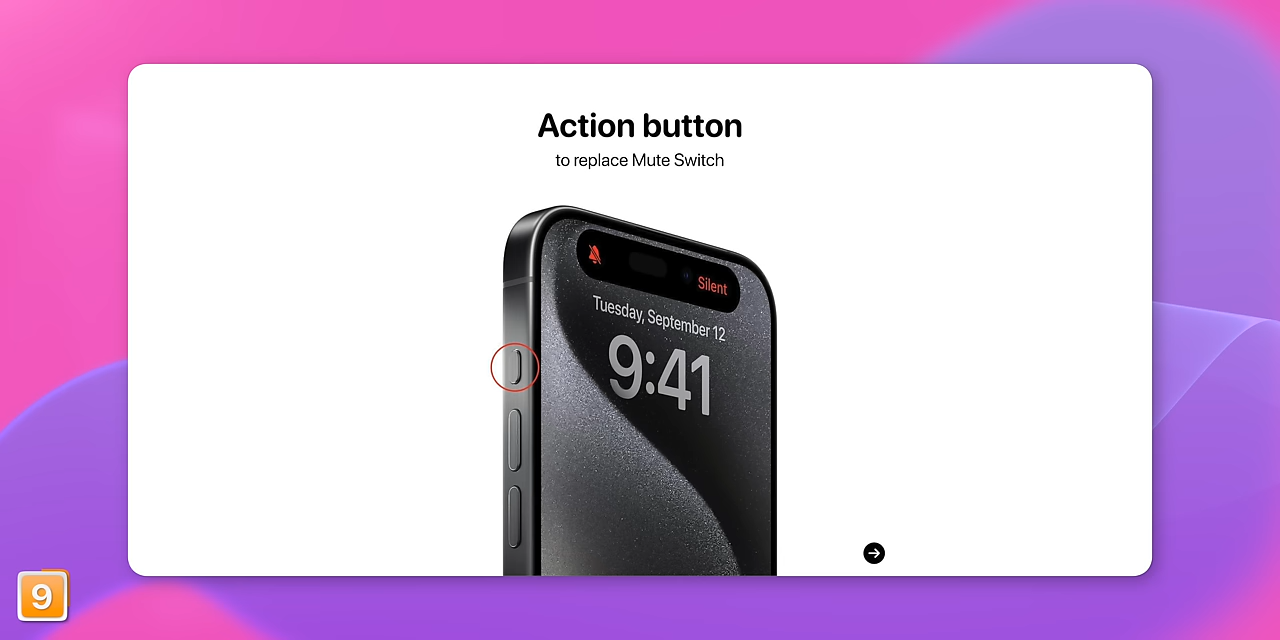 Action button
to replace Mute Switch
Silent
Tuesday, September 12
9:41
9